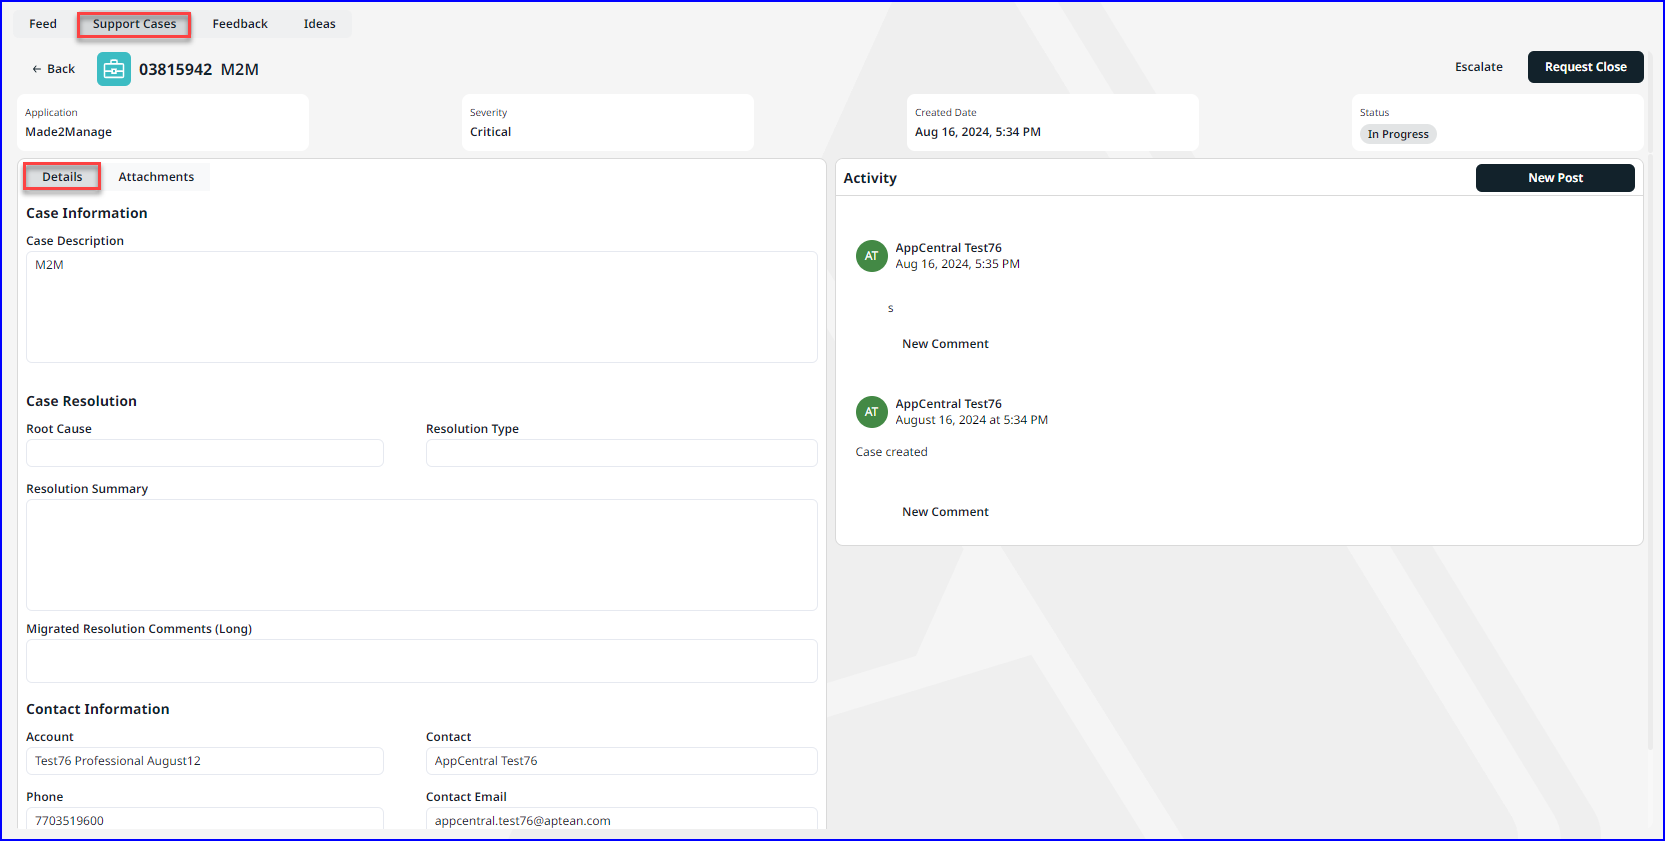 Feed Support Cases Feedback Ideas
← Back 03815942 M2M Escalate Request Close
Application
Made2Manage
Severity
Critical
Created Date
Aug 16, 2024, 5:34 PM
Status
In Progress
Details Attachments
Case Information
Case Description
M2M
Case Resolution
Root Cause Resolution Type
Resolution Summary
Migrated Resolution Comments (Long)
Contact Information
Account Contact
Test76 Professional August12 AppCentral Test76
Phone Contact Email
7703519600 appcentral.test76@aptean.com
Activity New Post
AT AppCentral Test76
Aug 16, 2024, 5:35 PM
s
New Comment
AT AppCentral Test76
August 16, 2024 at 5:34 PM
Case created
New Comment